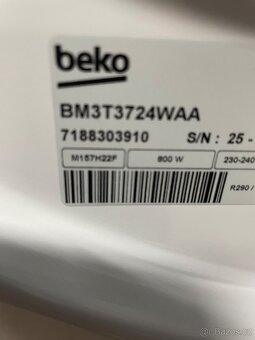 beko
BM3T3724WAA
7188303910 S/N : 25 -
M157H22F 800 W 230-240
R290 /